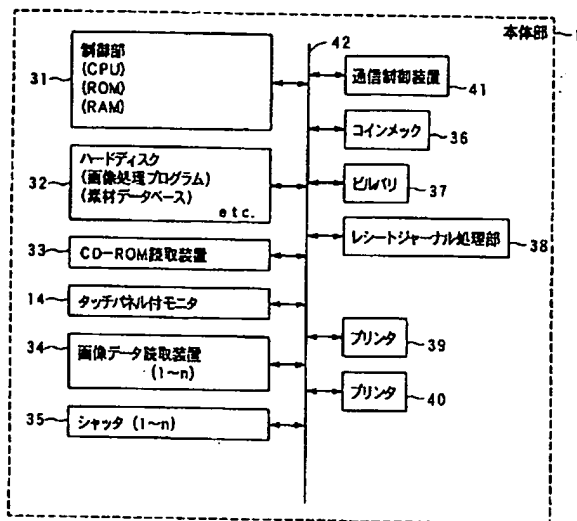 42
本体部
31
制御部
(CPU)
(ROM)
(RAM)
通信制御装置
41
コインメック
36
32
ハードディスク
(画像処理プログラム)
(素材データベース)
etc.
ビルバリ
37
レシートジャーナル処理部
38
33
CD-ROM読取装置
14
タッチパネル付モニタ
34
画像データ読取装置
(1~n)
プリンタ
39
プリンタ
40
35
シャッタ (1~n)